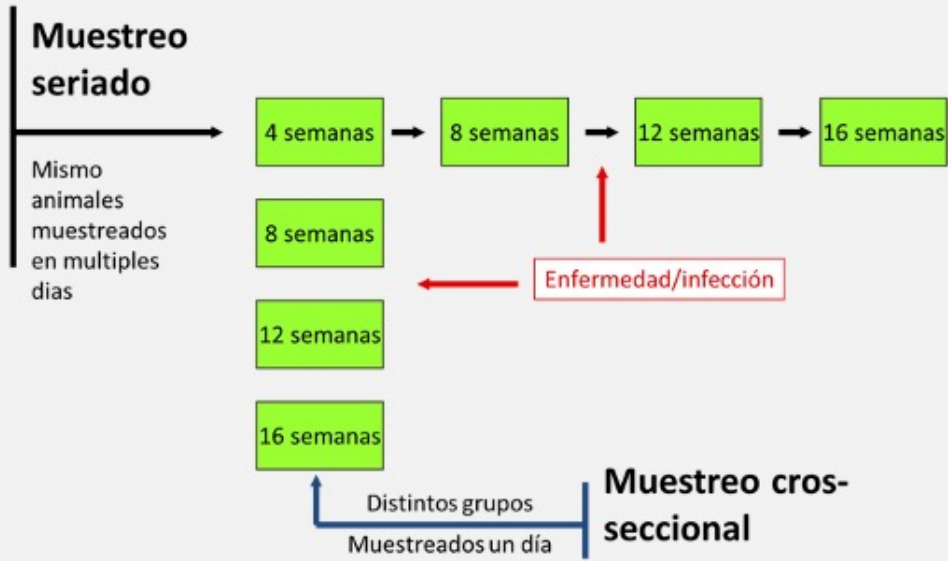 Muestreo
seriado
4 semanas
8 semanas
12 semanas
16 semanas
Mismo
animales
muestreados
en multiples
dias
8 semanas
Enfermedad/infección
12 semanas
16 semanas
Distintos grupos
Muestreados un día
Muestreo cros-
seccional